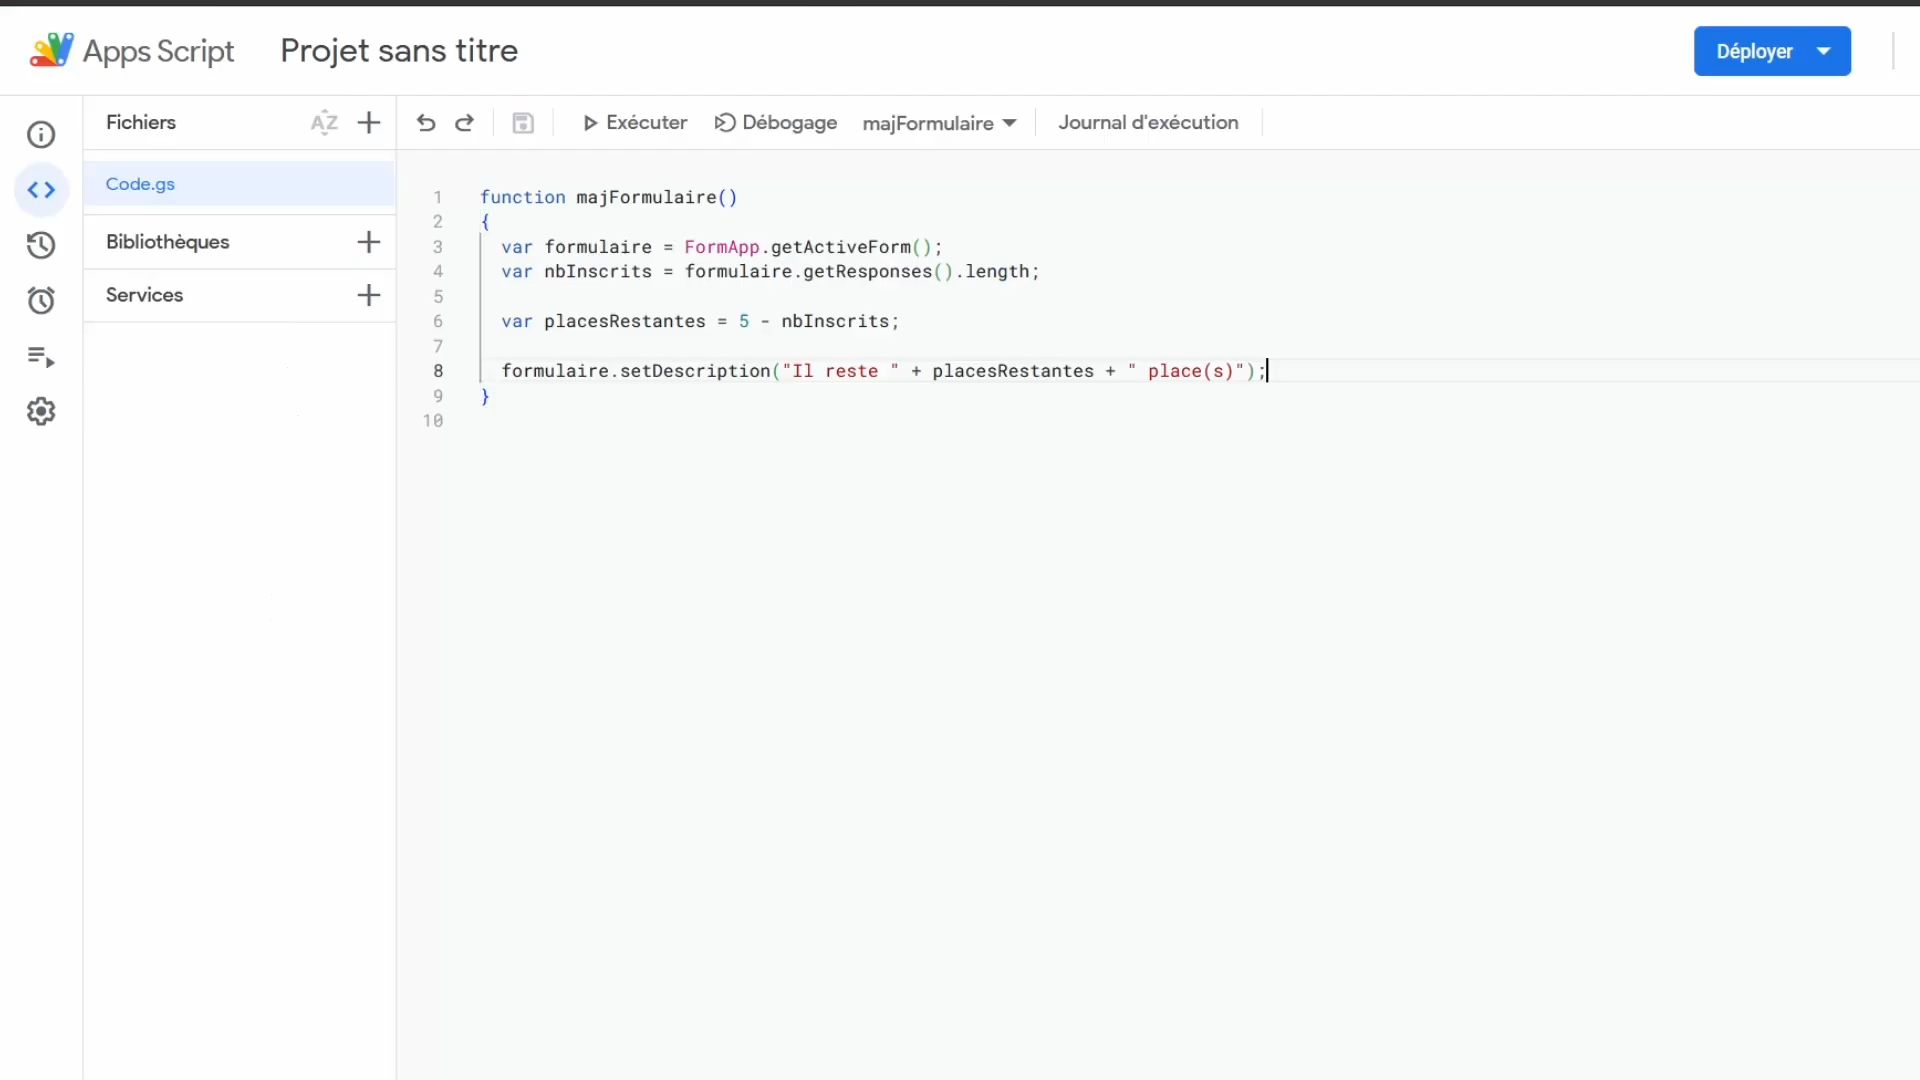 Apps Script Projet sans titre Déployer
Fichiers AZ Exécuter Débogage majFormulaire Journal d'exécution
Code.gs
Bibliothèques
Services
1 function majFormulaire()
2 {
3 var formulaire = FormApp.getActiveForm();
4 var nbInscrits = formulaire.getResponses().length;
5
6 var placesRestantes = 5 - nbInscrits;
7
8 formulaire.setDescription("Il reste " + placesRestantes + " place(s)");
9 }
10